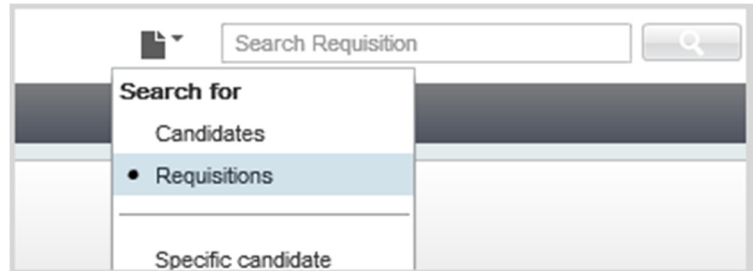 Search Requisition
Search for
Candidates
Requisitions
Specific candidate